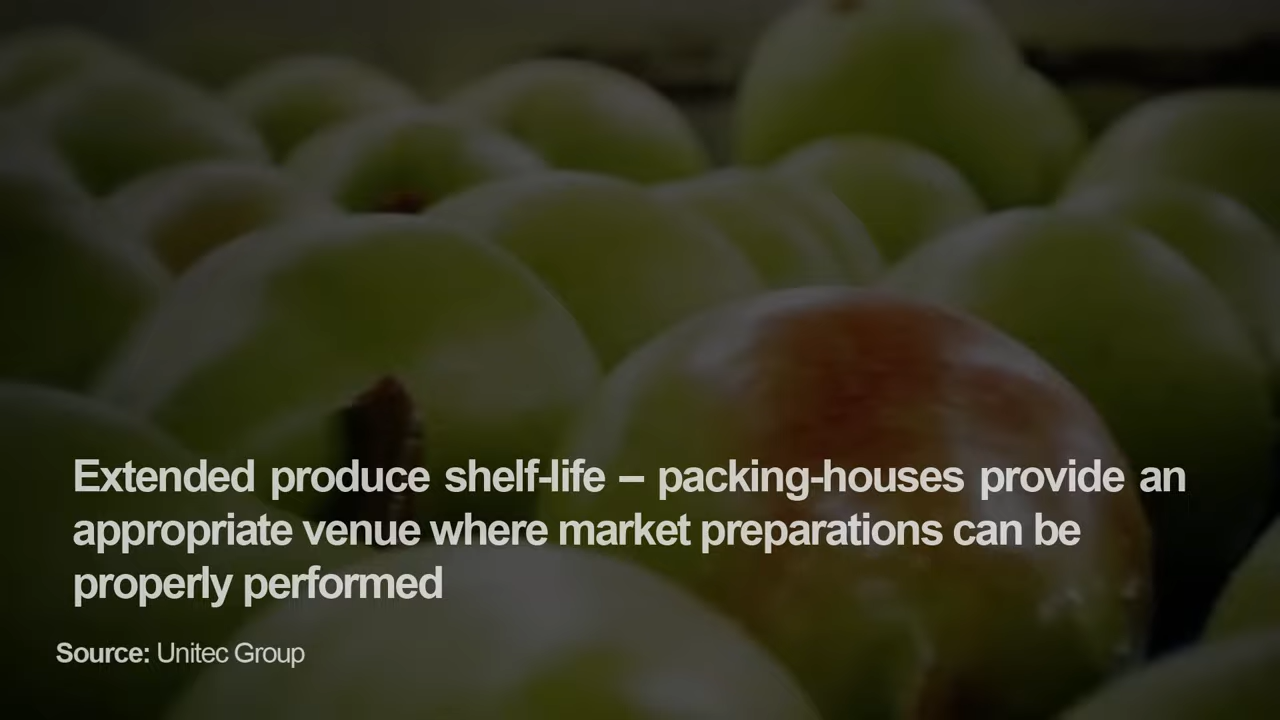 Extended produce shelf-life – packing-houses provide an
appropriate venue where market preparations can be
properly performed
Source: Unitec Group